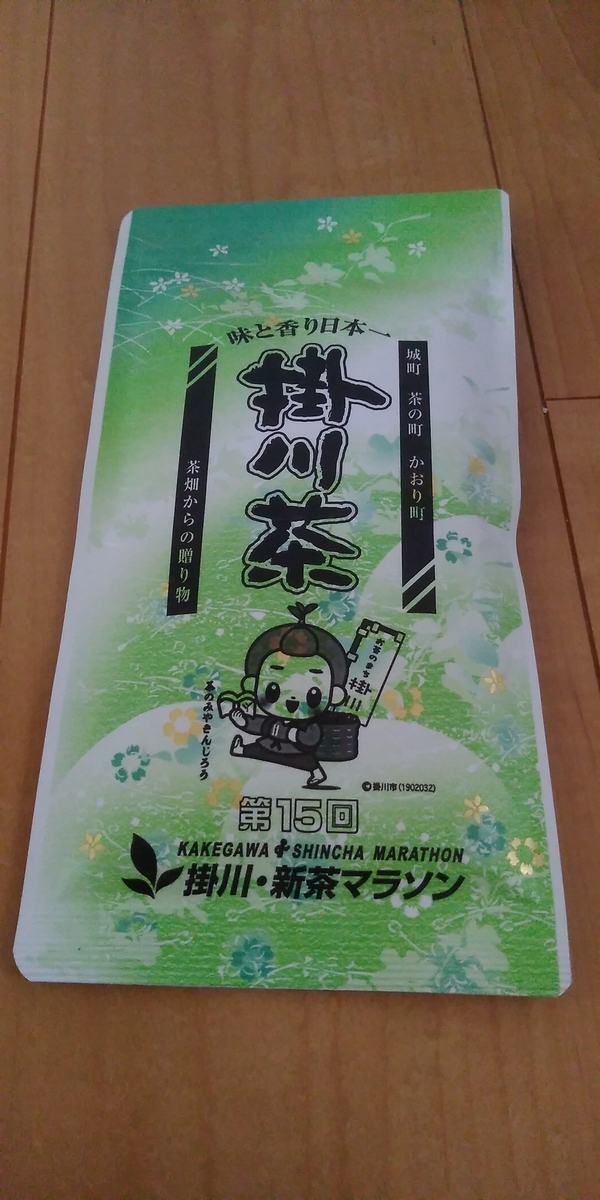 味と香り日本一
城町 茶の町 かおり町
掛川茶
茶畑からの贈り物
お茶のまち
掛川
茶のみやきんじろう
©掛川市(190203Z)
第15回
KAKEGAWA SHINCHA MARATHON
掛川・新茶マラソン